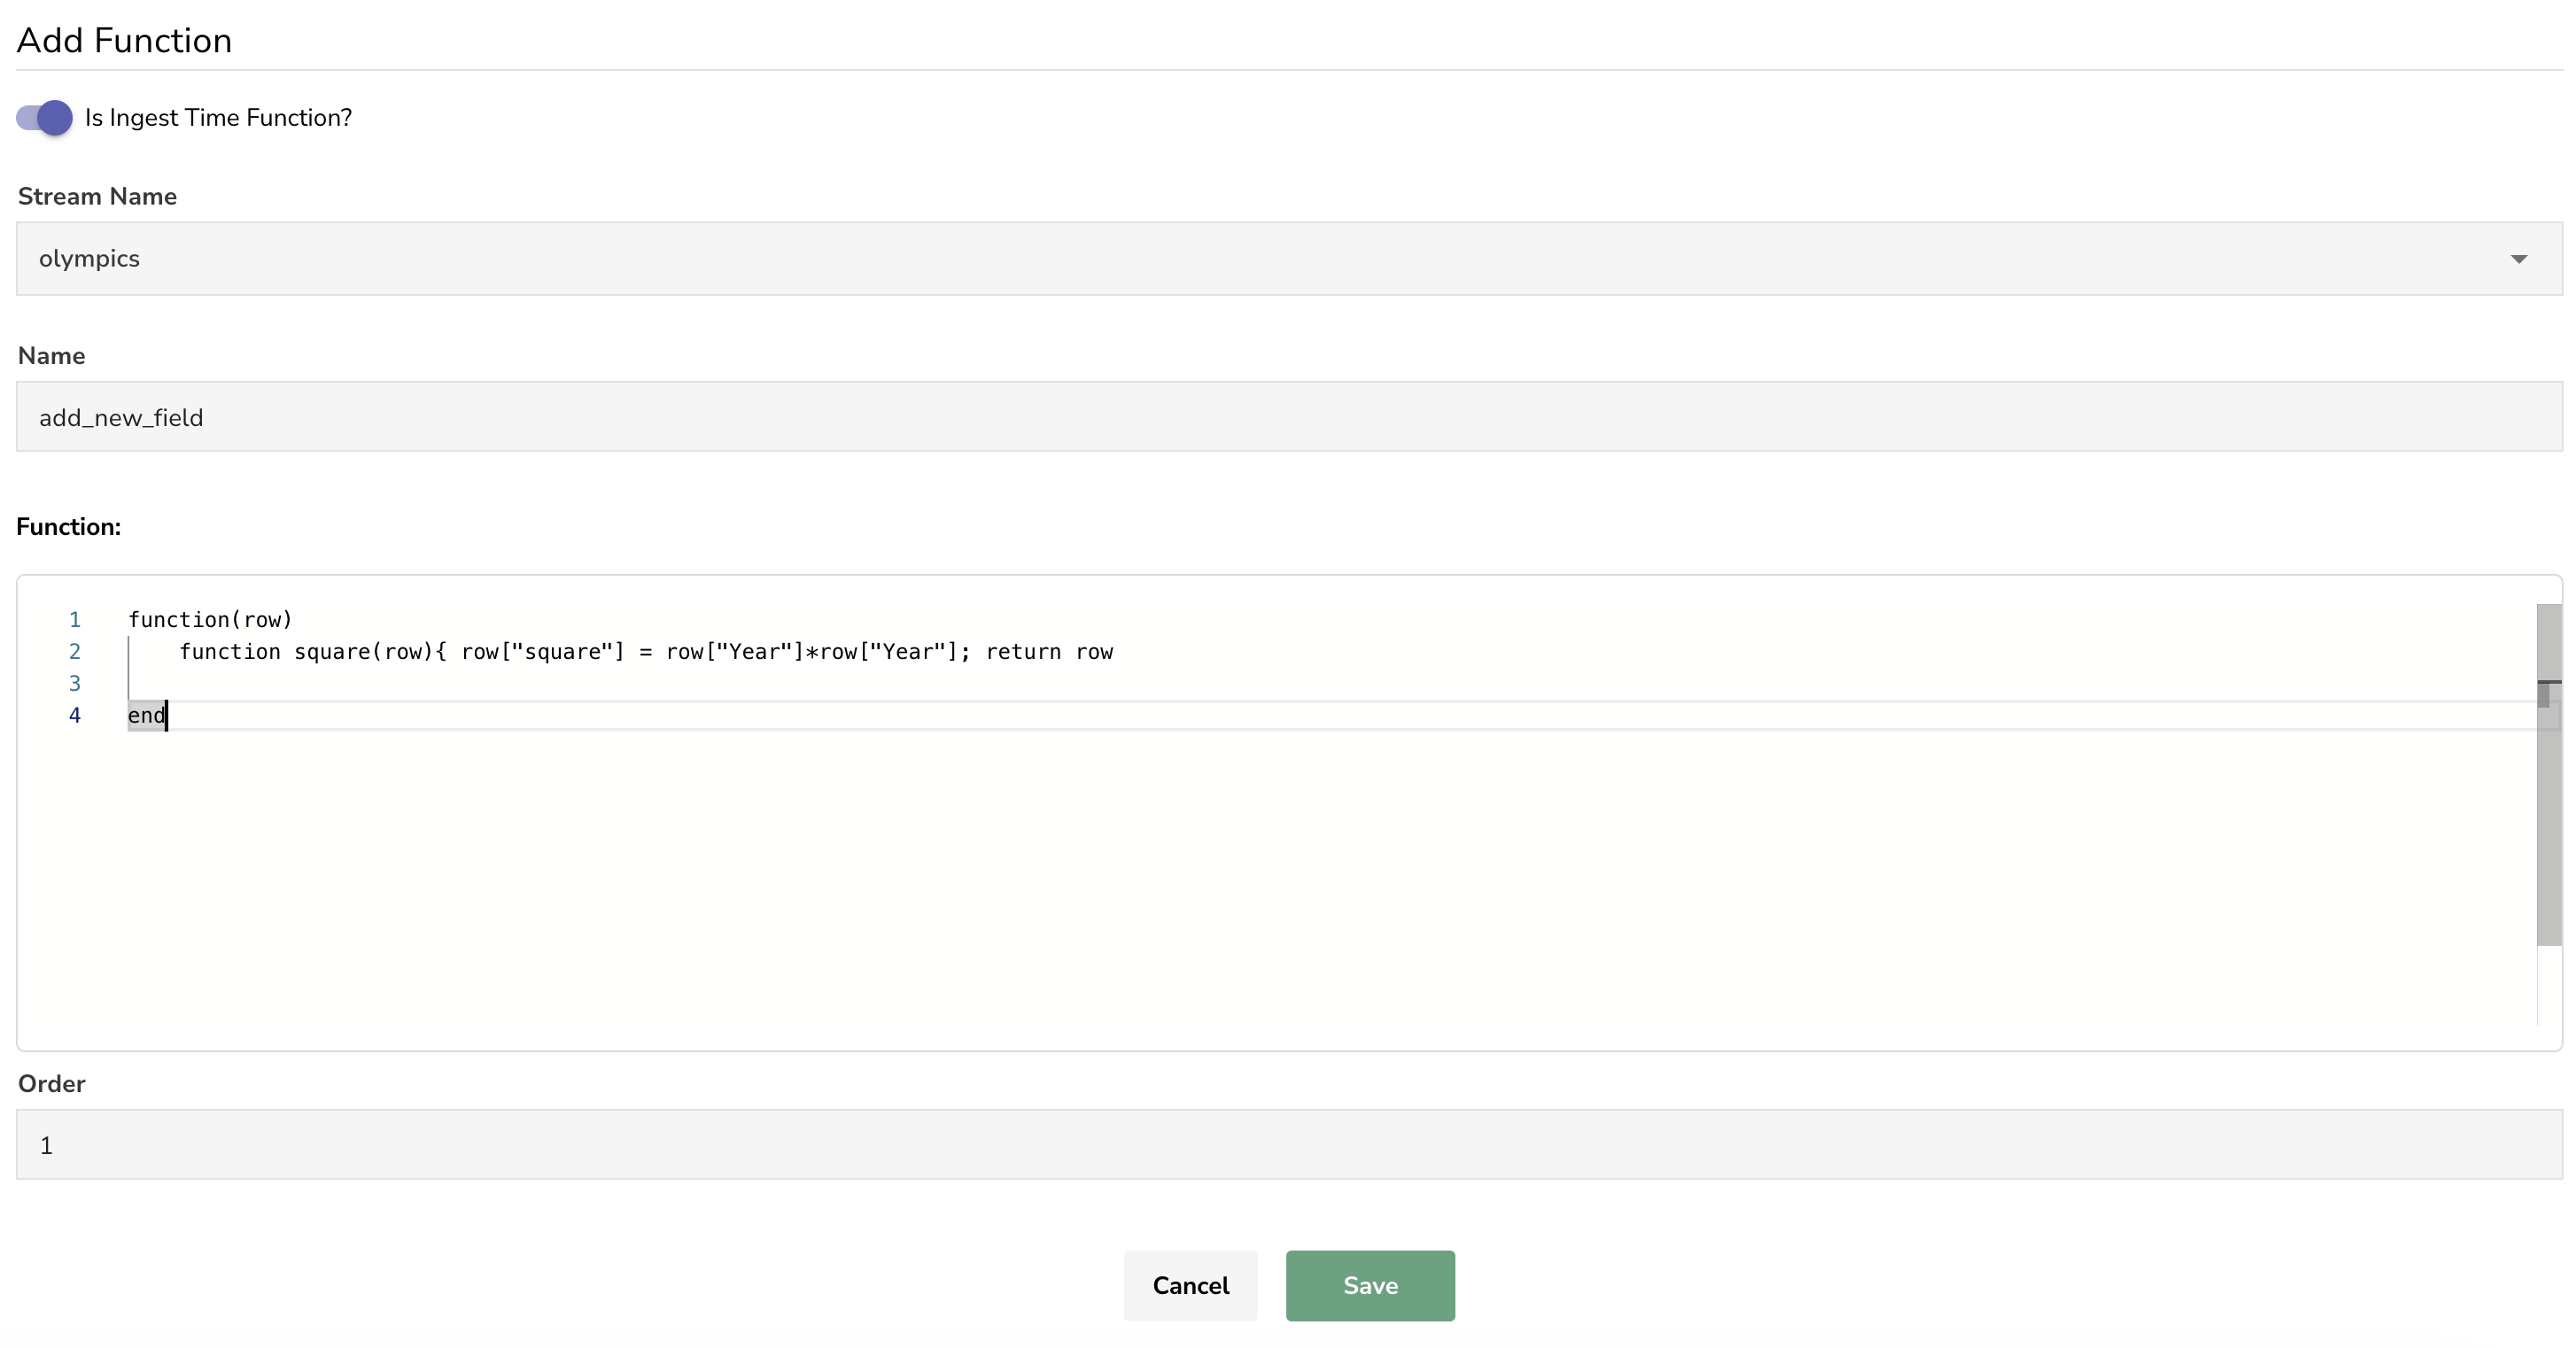 Add Function
Is Ingest Time Function?
Stream Name
olympics
Name
add_new_field
Function:
1 function(row)
2 function square(row){ row["square"] = row["Year"]*row["Year"]; return row
3
4 end
Order
1
Cancel Save